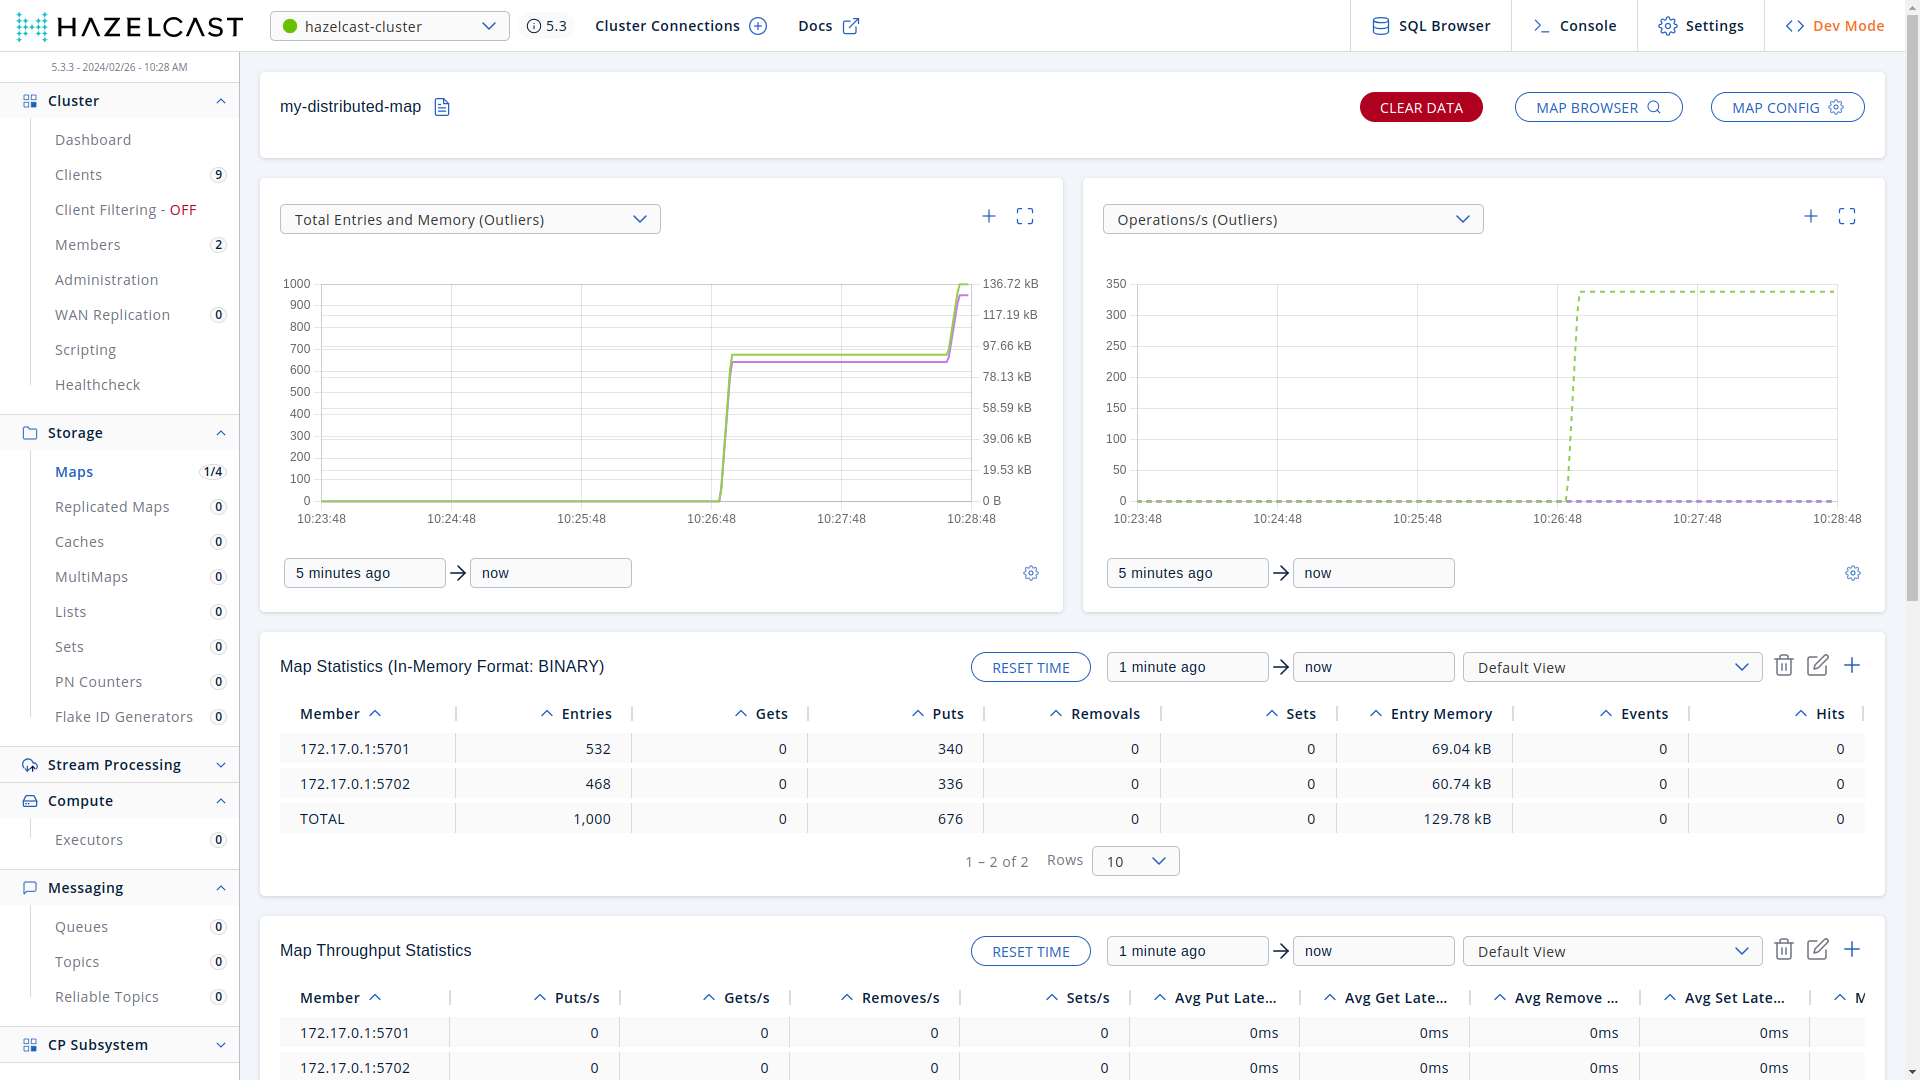 HAZELCAST
hazelcast-cluster
5.3
Cluster Connections
Docs
SQL Browser
Console
Settings
Dev Mode
5.3.3 - 2024/02/26 - 10:28 AM
Cluster
Dashboard
Clients 9
Client Filtering - OFF
Members 2
Administration
WAN Replication 0
Scripting
Healthcheck
Storage
Maps 1/4
Replicated Maps 0
Caches 0
MultiMaps 0
Lists 0
Sets 0
PN Counters 0
Flake ID Generators 0
Stream Processing
Compute
Executors 0
Messaging
Queues 0
Topics 0
Reliable Topics 0
CP Subsystem
my-distributed-map
CLEAR DATA
MAP BROWSER
MAP CONFIG
Total Entries and Memory (Outliers)
1000 136.72 kB
900
117.19 kB
800
700 97.66 kB
600 78.13 kB
500
400 58.59 kB
300 39.06 kB
200
19.53 kB
100
0 0 B
10:23:48 10:24:48 10:25:48 10:26:48 10:27:48 10:28:48
5 minutes ago now
Operations/s (Outliers)
350
300
250
200
150
100
50
0
10:23:48 10:24:48 10:25:48 10:26:48 10:27:48 10:28:48
5 minutes ago now
Map Statistics (In-Memory Format: BINARY)
RESET TIME
1 minute ago now
Default View
Member Entries Gets Puts Removals Sets Entry Memory Events Hits
172.17.0.1:5701 532 0 340 0 0 69.04 kB 0 0
172.17.0.1:5702 468 0 336 0 0 60.74 kB 0 0
TOTAL 1,000 0 676 0 0 129.78 kB 0 0
1 – 2 of 2 Rows 10
Map Throughput Statistics
RESET TIME
1 minute ago now
Default View
Member Puts/s Gets/s Removes/s Sets/s Avg Put Late... Avg Get Late... Avg Remove ... Avg Set Late... M
172.17.0.1:5701 0 0 0 0 0ms 0ms 0ms 0ms
172.17.0.1:5702 0 0 0 0 0ms 0ms 0ms 0ms